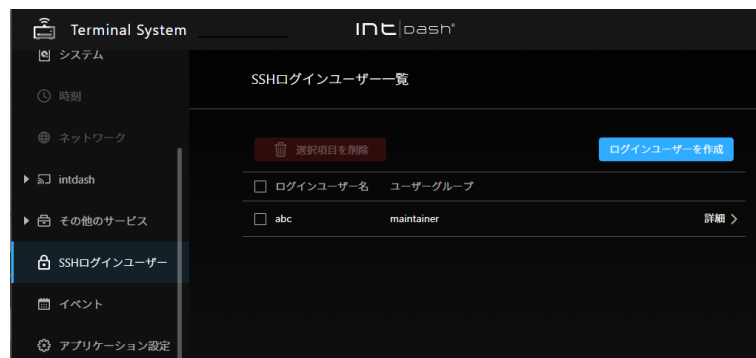 Terminal System
intdash®
システム
時刻
ネットワーク
intdash
その他のサービス
SSHログインユーザー
イベント
アプリケーション設定
SSHログインユーザー一覧
選択項目を削除
ログインユーザーを作成
ログインユーザー名 ユーザーグループ
abc maintainer 詳細